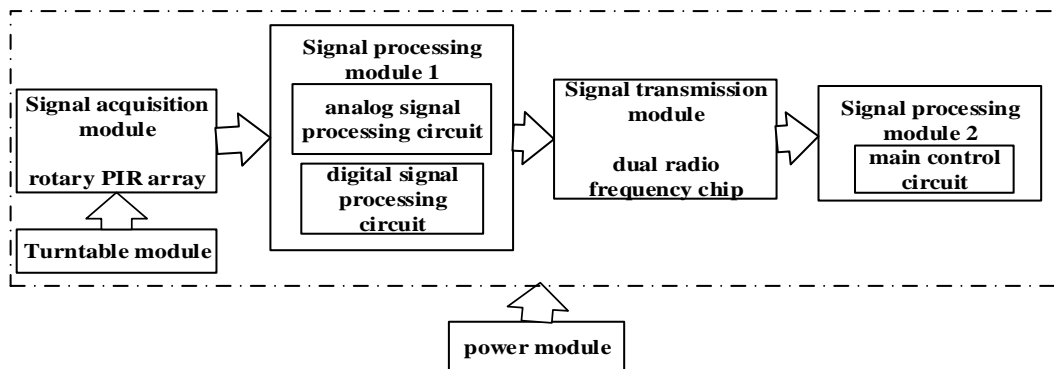 Signal acquisition
module
rotary PIR array
Turntable module
Signal processing
module 1
analog signal
processing circuit
digital signal
processing
circuit
Signal transmission
module
dual radio
frequency chip
Signal processing
module 2
main control
circuit
power module